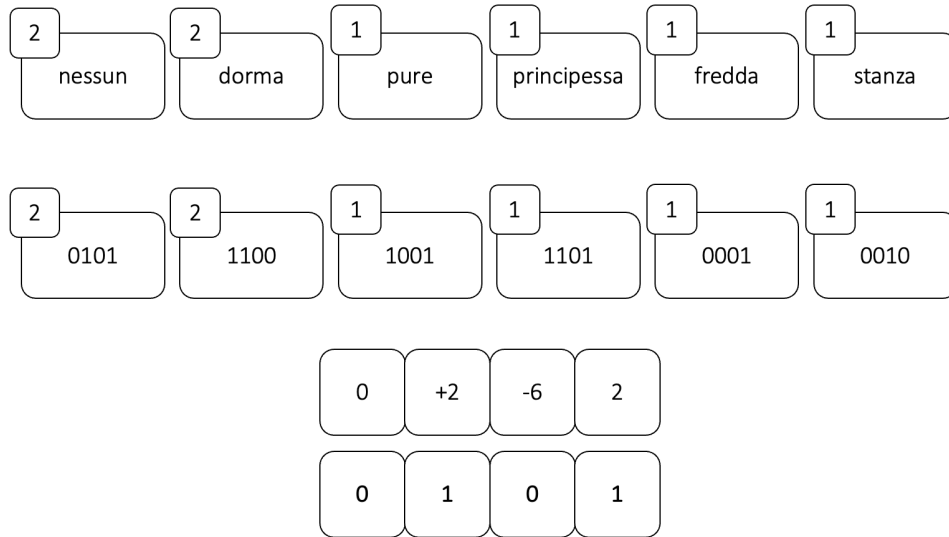 2 2 1 1 1 1
nessun dorma pure principessa fredda stanza
2 2 1 1 1 1
0101 1100 1001 1101 0001 0010
0 +2 -6 2
0 1 0 1